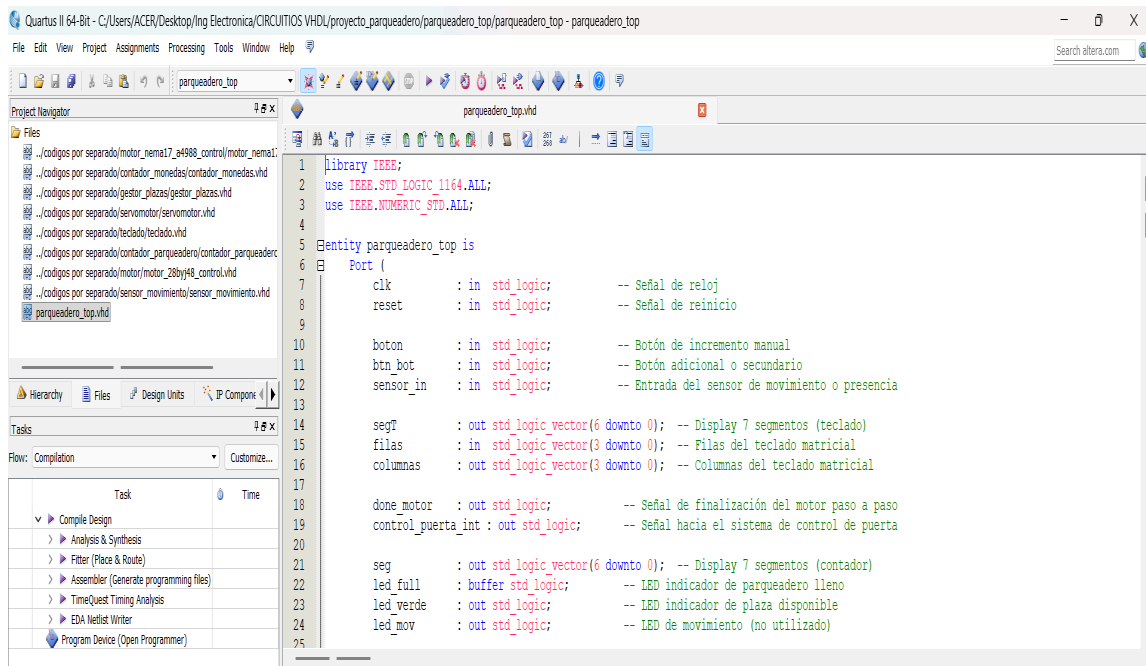 Quartus II 64-Bit - C:/Users/ACER/Desktop/Ing Electronica/CIRCUITIOS VHDL/proyecto_parqueadero/parqueadero_top/parqueadero_top - parqueadero_top
File Edit View Project Assignments Processing Tools Window Help
Search altera.com
parqueadero_top
Project Navigator
Files
../codigos por separado/motor_nema17_a4988_control/motor_nema17
../codigos por separado/contador_monedas/contador_monedas.vhd
../codigos por separado/gestor_plazas/gestor_plazas.vhd
../codigos por separado/servomotor/servomotor.vhd
../codigos por separado/teclado/teclado.vhd
../codigos por separado/contador_parqueadero/contador_parqueadero
../codigos por separado/motor/motor_28byj48_control.vhd
../codigos por separado/sensor_movimiento/sensor_movimiento.vhd
parqueadero_top.vhd
Hierarchy Files Design Units IP Compone
Tasks
Flow: Compilation Customize...
Task Time
Compile Design
Analysis & Synthesis
Fitter (Place & Route)
Assembler (Generate programming files)
TimeQuest Timing Analysis
EDA Netlist Writer
Program Device (Open Programmer)
parqueadero_top.vhd
267
268
ab/
1 library IEEE;
2 use IEEE.STD_LOGIC_1164.ALL;
3 use IEEE.NUMERIC_STD.ALL;
4
5 entity parqueadero_top is
6 Port (
7 clk : in std_logic; -- Señal de reloj
8 reset : in std_logic; -- Señal de reinicio
9
10 boton : in std_logic; -- Botón de incremento manual
11 btn_bot : in std_logic; -- Botón adicional o secundario
12 sensor_in : in std_logic; -- Entrada del sensor de movimiento o presencia
13
14 segT : out std_logic_vector(6 downto 0); -- Display 7 segmentos (teclado)
15 filas : in std_logic_vector(3 downto 0); -- Filas del teclado matricial
16 columnas : out std_logic_vector(3 downto 0); -- Columnas del teclado matricial
17
18 done_motor : out std_logic; -- Señal de finalización del motor paso a paso
19 control_puerta_int : out std_logic; -- Señal hacia el sistema de control de puerta
20
21 seg : out std_logic_vector(6 downto 0); -- Display 7 segmentos (contador)
22 led_full : buffer std_logic; -- LED indicador de parqueadero lleno
23 led_verde : out std_logic; -- LED indicador de plaza disponible
24 led_mov : out std_logic; -- LED de movimiento (no utilizado)
25